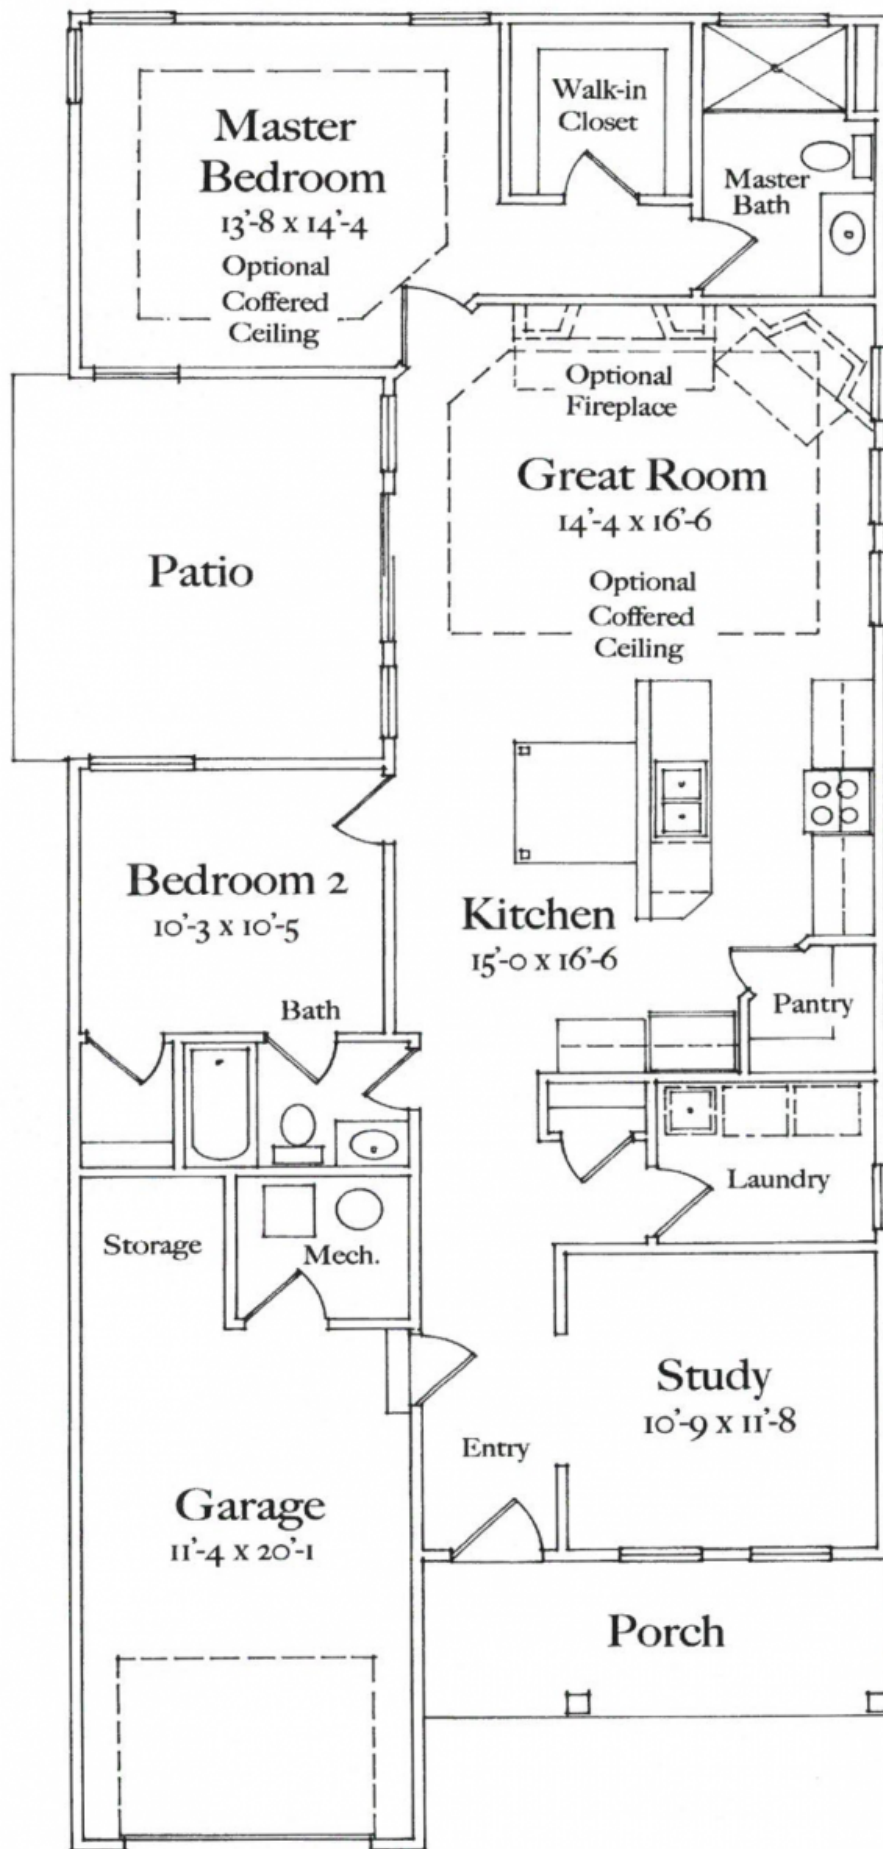 Master
Bedroom
13'-8 x 14'-4
Optional
Coffered
Ceiling
Walk-in
Closet
Master
Bath
Optional
Fireplace
Great Room
14'-4 x 16'-6
Optional
Coffered
Ceiling
Patio
Bedroom 2
10'-3 x 10'-5
Kitchen
15'-0 x 16'-6
Bath
Pantry
Laundry
Storage
Mech.
Study
10'-9 x 11'-8
Entry
Garage
11'-4 x 20'-1
Porch